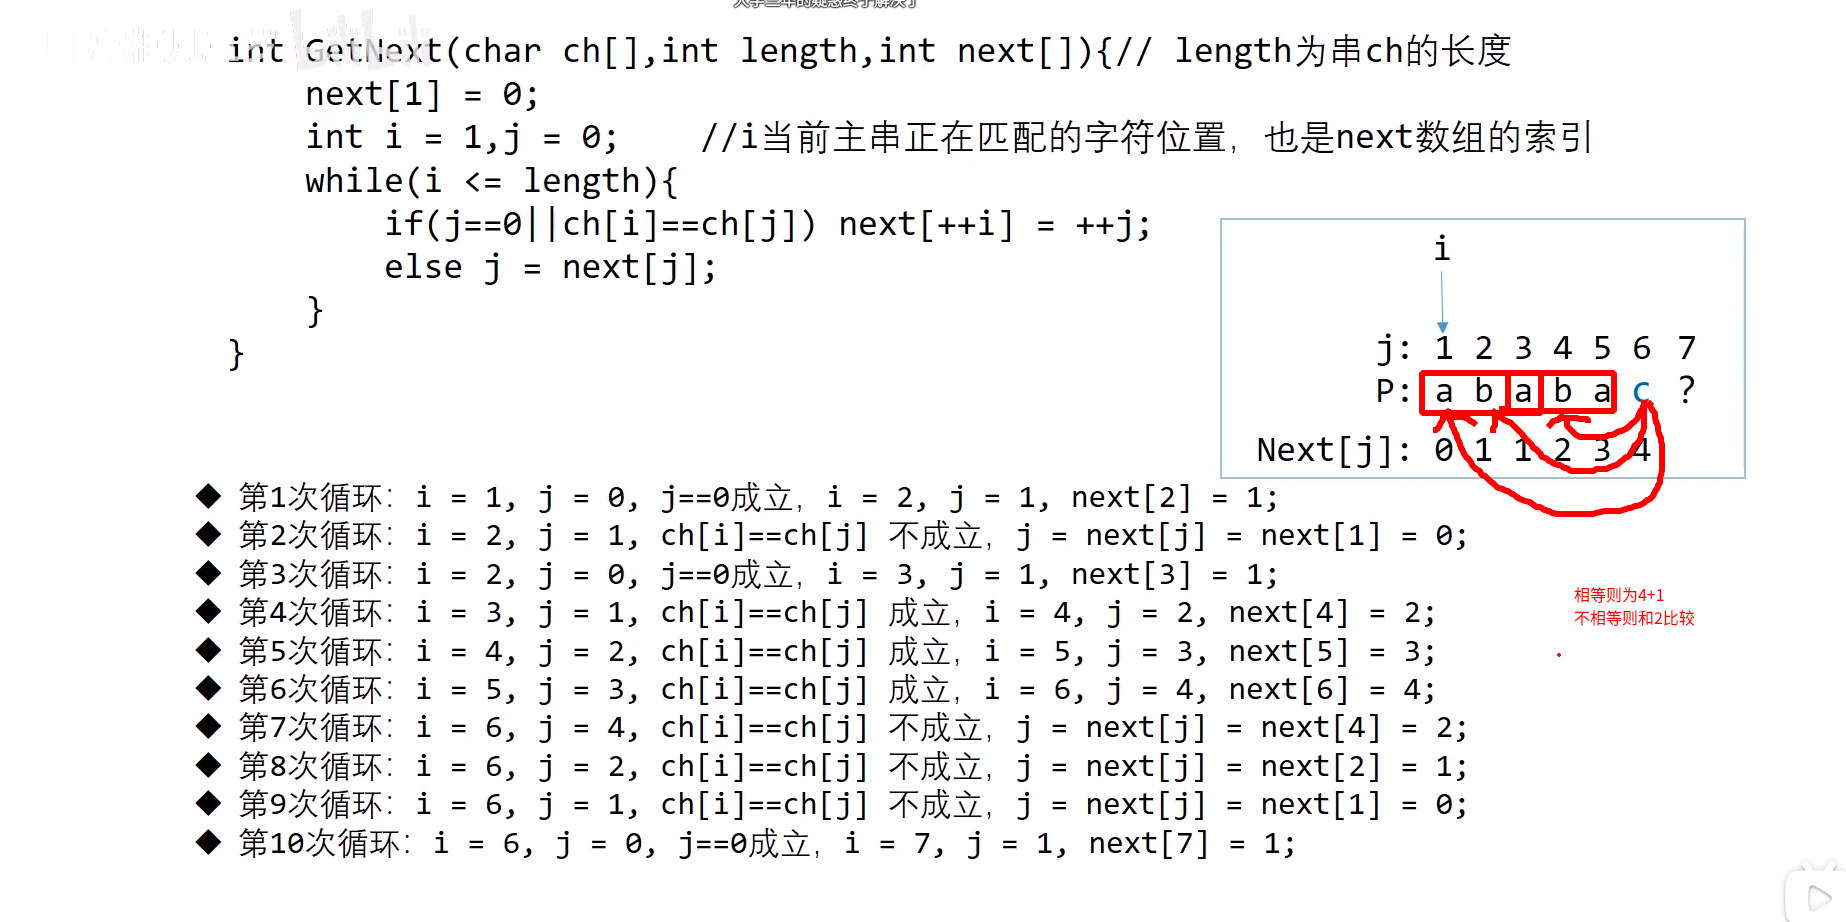 int GetNext(char ch[],int length,int next[]){// length为串ch的长度
next[1] = 0;
int i = 1,j = 0; //i当前主串正在匹配的字符位置，也是next数组的索引
while(i <= length){
if(j==0||ch[i]==ch[j]) next[++i] = ++j;
else j = next[j];
}
}
i
j: 1 2 3 4 5 6 7
P: a b a b a c ?
Next[j]: 0 1 1 2 3 4
◆ 第1次循环：i = 1, j = 0, j==0成立，i = 2, j = 1, next[2] = 1;
◆ 第2次循环：i = 2, j = 1, ch[i]==ch[j] 不成立，j = next[j] = next[1] = 0;
◆ 第3次循环：i = 2, j = 0, j==0成立，i = 3, j = 1, next[3] = 1;
◆ 第4次循环：i = 3, j = 1, ch[i]==ch[j] 成立，i = 4, j = 2, next[4] = 2;
◆ 第5次循环：i = 4, j = 2, ch[i]==ch[j] 成立，i = 5, j = 3, next[5] = 3;
◆ 第6次循环：i = 5, j = 3, ch[i]==ch[j] 成立，i = 6, j = 4, next[6] = 4;
◆ 第7次循环：i = 6, j = 4, ch[i]==ch[j] 不成立，j = next[j] = next[4] = 2;
◆ 第8次循环：i = 6, j = 2, ch[i]==ch[j] 不成立，j = next[j] = next[2] = 1;
◆ 第9次循环：i = 6, j = 1, ch[i]==ch[j] 不成立，j = next[j] = next[1] = 0;
◆ 第10次循环：i = 6, j = 0, j==0成立，i = 7, j = 1, next[7] = 1;
相等则为4+1
不相等则和2比较